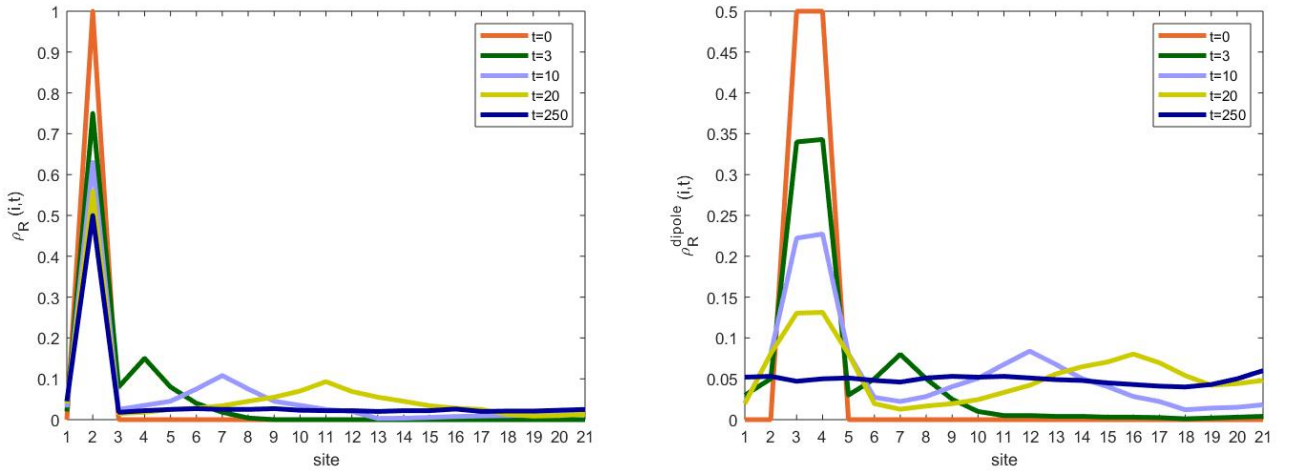 1
0.9
0.8
0.7
0.6
0.5
0.4
0.3
0.2
0.1
0
ρR (i,t)
1 2 3 4 5 6 7 8 9 10 11 12 13 14 15 16 17 18 19 20 21
site
t=0
t=3
t=10
t=20
t=250
0.5
0.45
0.4
0.35
0.3
0.25
0.2
0.15
0.1
0.05
0
ρR dipole (i,t)
1 2 3 4 5 6 7 8 9 10 11 12 13 14 15 16 17 18 19 20 21
site
t=0
t=3
t=10
t=20
t=250